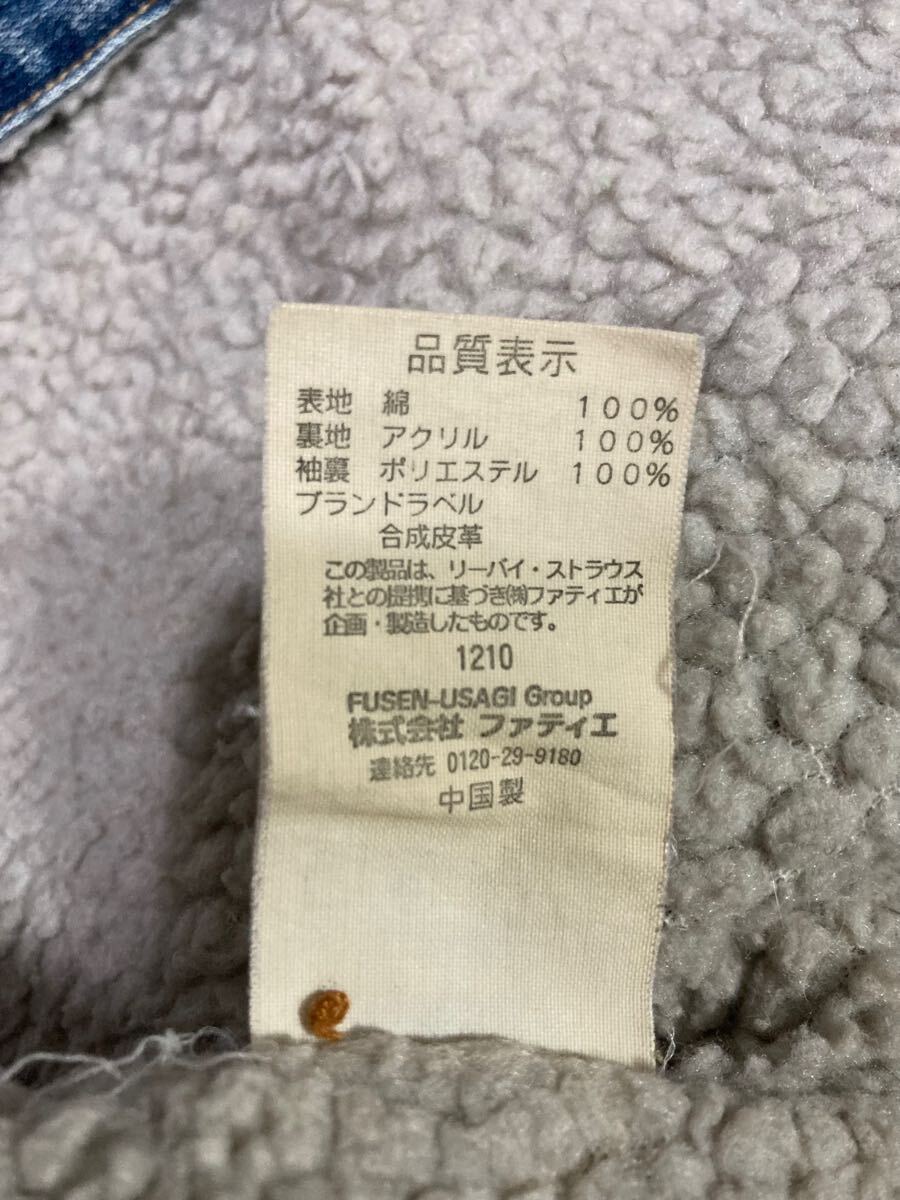 品質表示
表地 綿 100%
裏地 アクリル 100%
袖裏 ポリエステル 100%
ブランドラベル
合成皮革
この製品は、リーバイ・ストラウス
社との提携に基づき㈱ファティエが
企画・製造したものです。
1210
FUSEN-USAGI Group
株式会社 ファティエ
連絡先 0120-29-9180
中国製